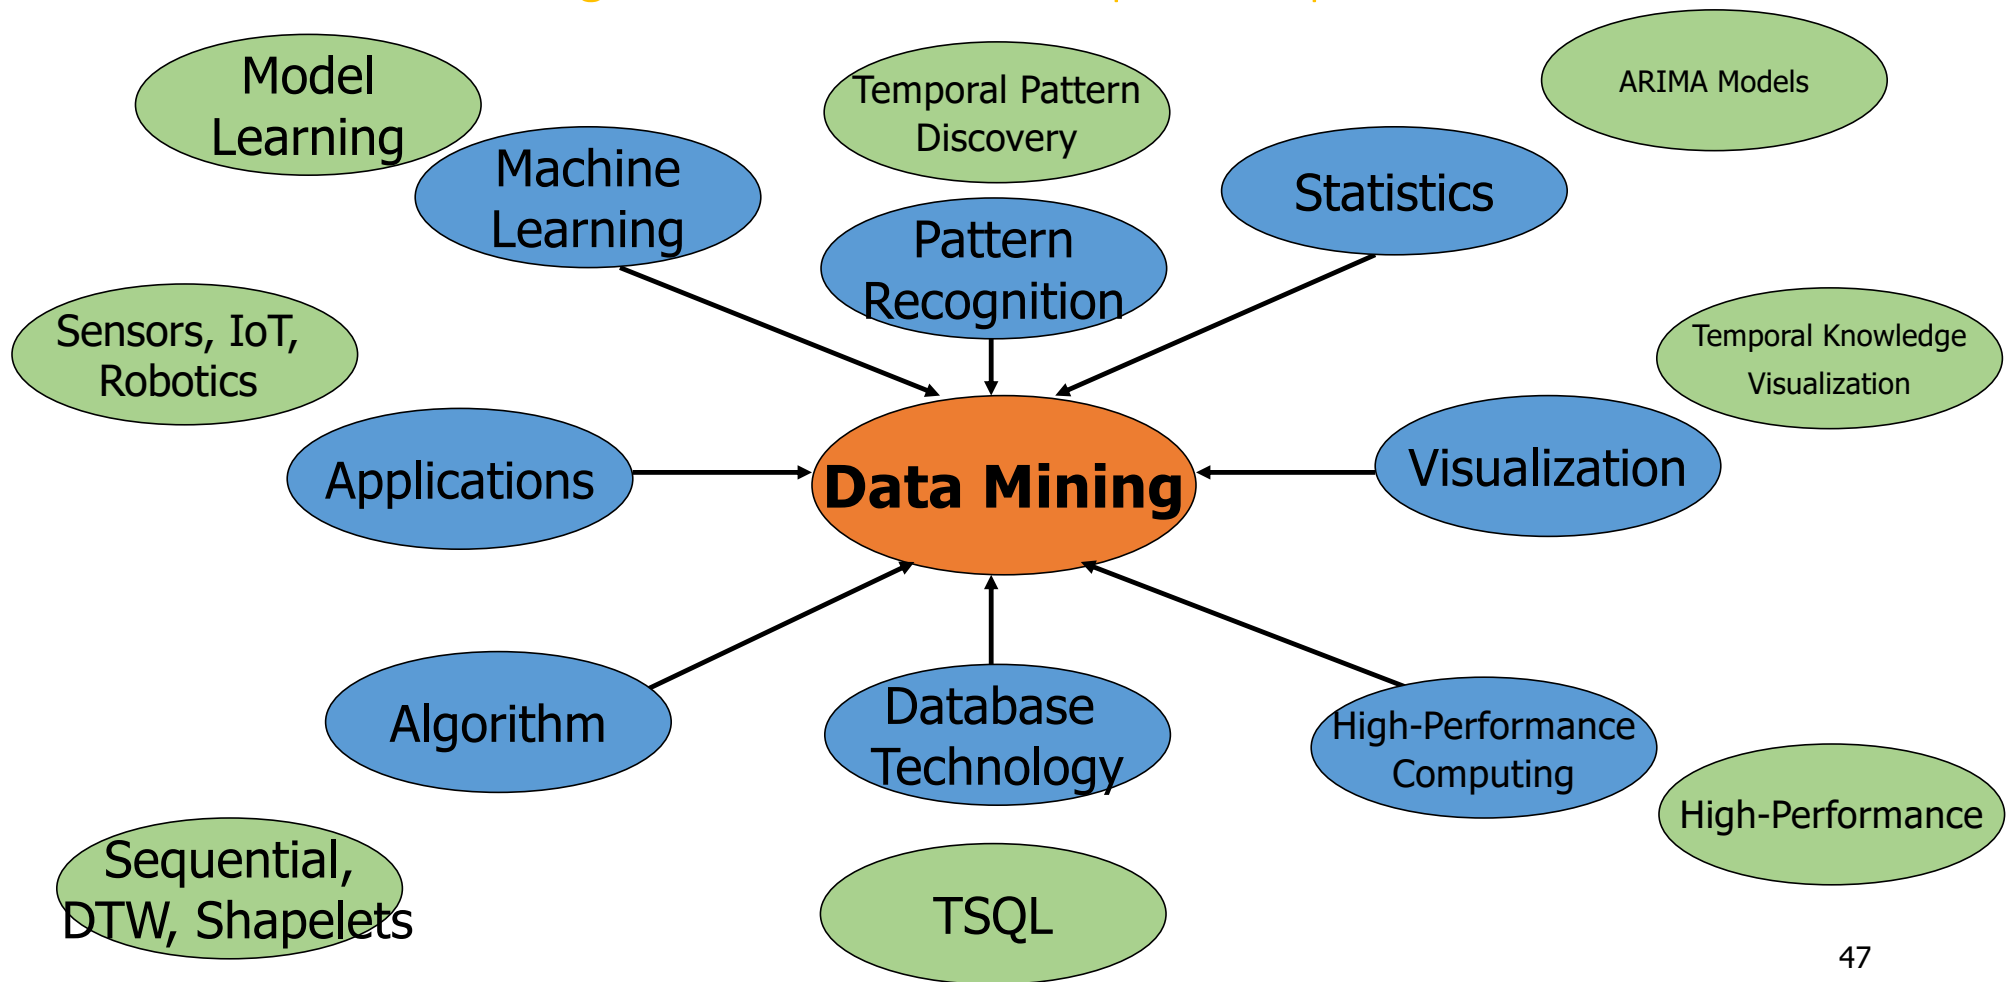 Model
Learning
Temporal Pattern
Discovery
ARIMA Models
Machine
Learning
Pattern
Recognition
Statistics
Sensors, IoT,
Robotics
Temporal Knowledge
Visualization
Applications
Data Mining
Visualization
Algorithm
Database
Technology
High-Performance
Computing
High-Performance
Sequential,
DTW, Shapelets
TSQL
47